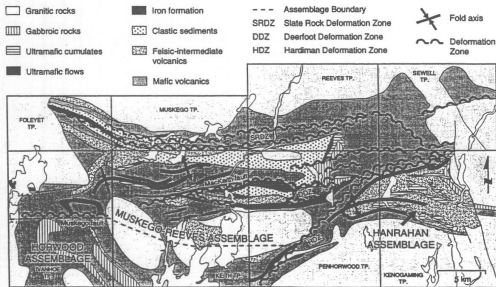 Granitic rocks
Gabbroic rocks
Ultramafic cumulates
Ultramafic flows
Iron formation
Clastic sediments
Felsic-intermediate
volcanics
Mafic volcanics
Assemblage Boundary
SRDZ Slate Rock Deformation Zone
DDZ Deerfoot Deformation Zone
HDZ Hardiman Deformation Zone
Fold axis
Deformation
Zone
FOLEYET
TP.
MUSKEGO TP.
REEVES TP.
SEWELL
TP.
SRDZ
MUSKEGO REEVES ASSEMBLAGE
HORWOOD
ASSEMBLAGE
HANRAHAN
ASSEMBLAGE
PENHORWOOD TP.
KENOGAMING
TP.
5 km